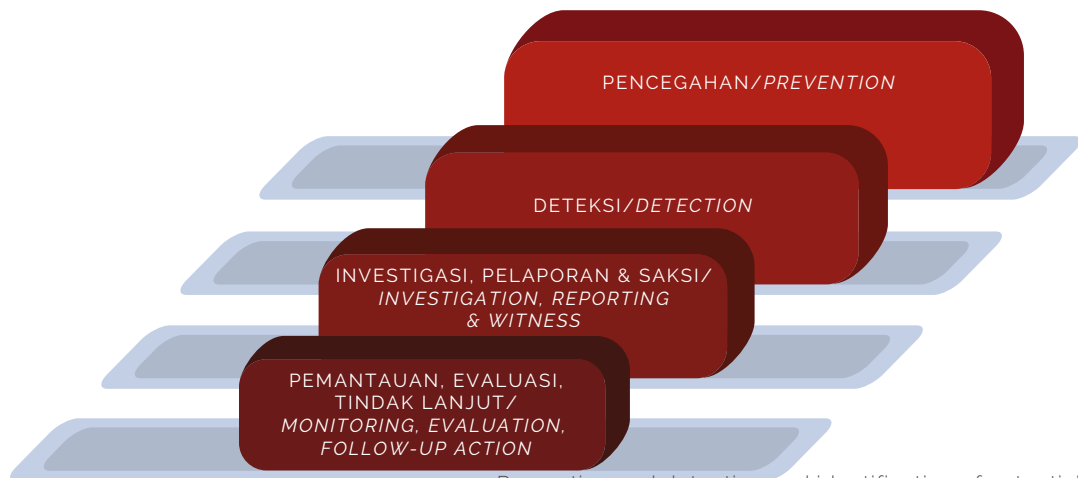 PENCEGAHAN/PREVENTION
DETEKSI/DETECTION
INVESTIGASI, PELAPORAN & SAKSI/
INVESTIGATION, REPORTING
& WITNESS
PEMANTAUAN, EVALUASI,
TINDAK LANJUT/
MONITORING, EVALUATION,
FOLLOW-UP ACTION